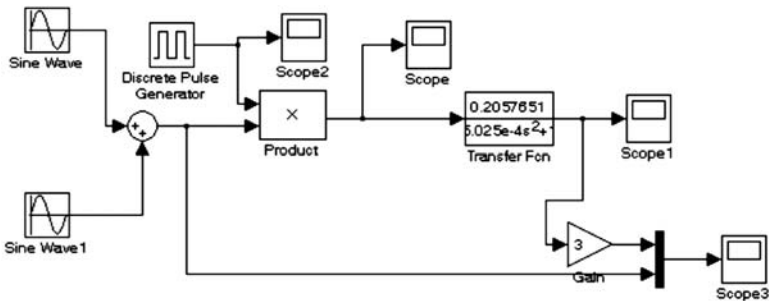 Sine Wave
Discrete Pulse
Generator
Scope2
Scope
×
Product
0.2057651
5.025e-4s²+
Transfer Fcn
Scope1
Sine Wave1
3
Gain
Scope3